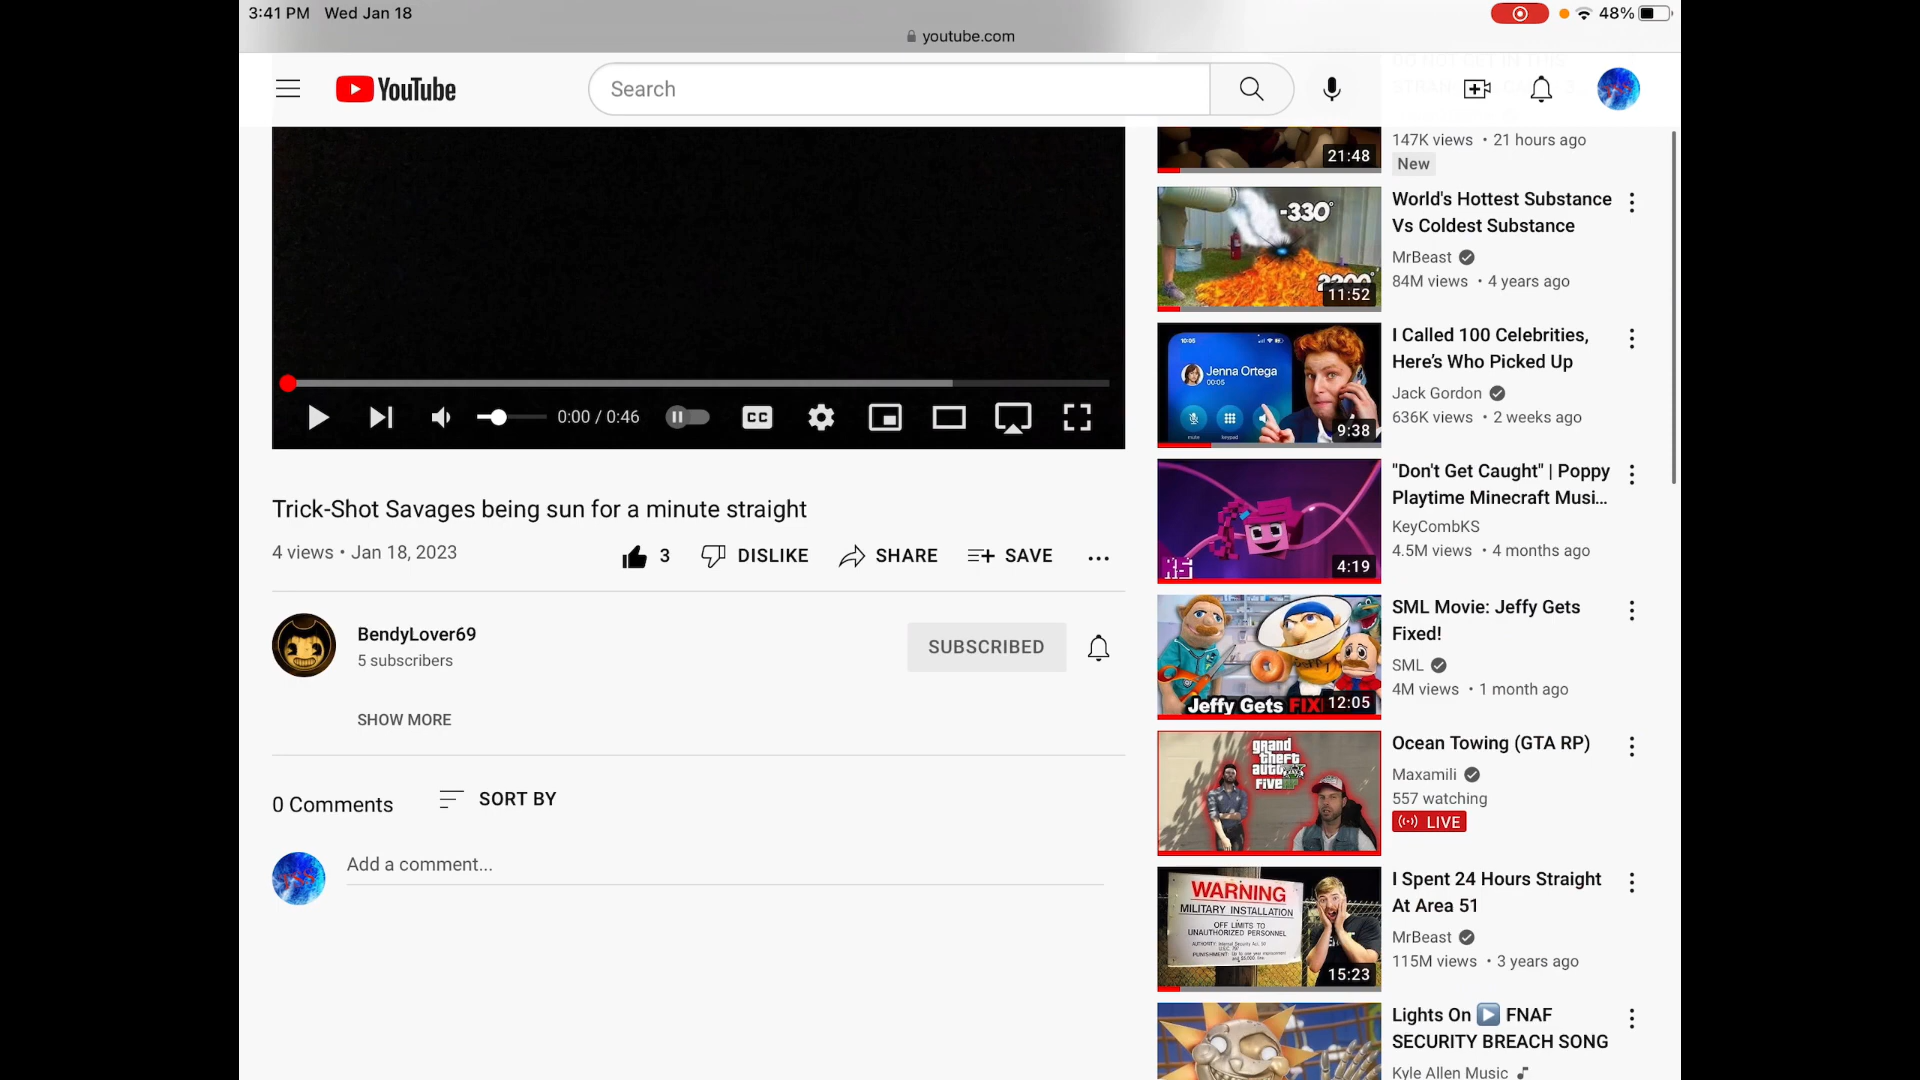 3:41 PM Wed Jan 18
48%
youtube.com
YouTube
Search
21:48
147K views • 21 hours ago
New
-330°
11:52
World's Hottest Substance
Vs Coldest Substance
MrBeast
84M views • 4 years ago
10:05
Jenna Ortega
00:05
mute
keypad
9:38
I Called 100 Celebrities,
Here's Who Picked Up
Jack Gordon
636K views • 2 weeks ago
0:00 / 0:46
CC
Trick-Shot Savages being sun for a minute straight
4 views • Jan 18, 2023
3
DISLIKE
SHARE
SAVE
...
BendyLover69
5 subscribers
SUBSCRIBED
SHOW MORE
0 Comments
SORT BY
Add a comment...
KS
4:19
"Don't Get Caught" | Poppy
Playtime Minecraft Musi...
KeyCombKS
4.5M views • 4 months ago
Jeffy Gets FIX
12:05
SML Movie: Jeffy Gets
Fixed!
SML
4M views • 1 month ago
grand
theft
auto
FIVE
Ocean Towing (GTA RP)
Maxamili
557 watching
LIVE
WARNING
MILITARY INSTALLATION
OFF LIMITS TO
UNAUTHORIZED PERSONNEL
15:23
I Spent 24 Hours Straight
At Area 51
MrBeast
115M views • 3 years ago
Lights On ▶ FNAF
SECURITY BREACH SONG
Kyle Allen Music